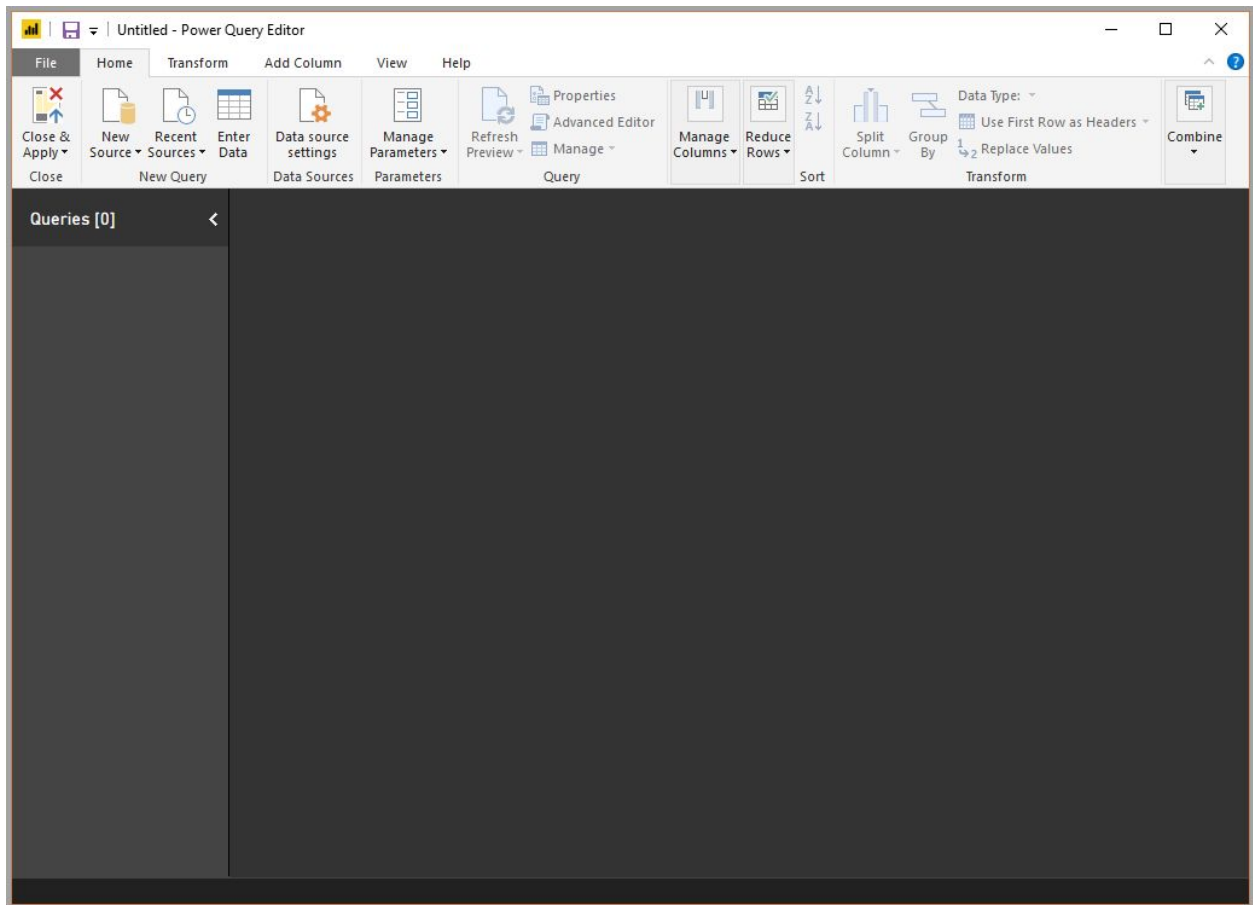 Untitled - Power Query Editor
File Home Transform Add Column View Help
Close & Apply
New Source
Recent Sources
Enter Data
Data source settings
Manage Parameters
Refresh Preview
Properties
Advanced Editor
Manage
Manage Columns
Reduce Rows
A Z
Z A
Split Column
Group By
Data Type:
Use First Row as Headers
1 2 Replace Values
Combine
Close New Query Data Sources Parameters Query Sort Transform
Queries [0]